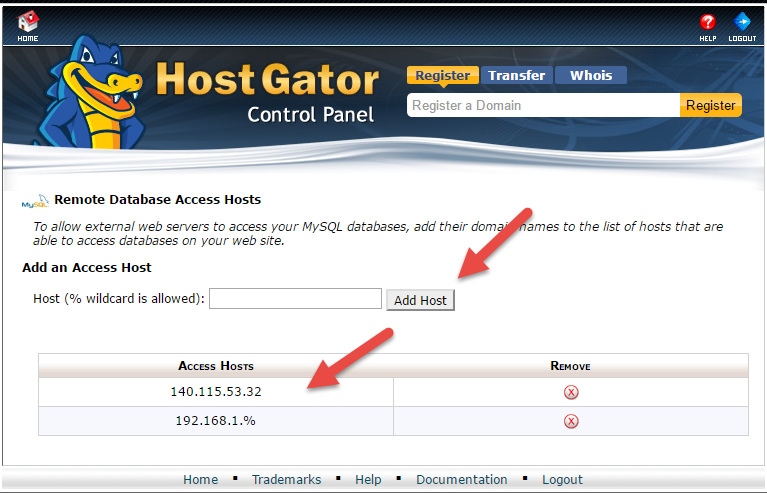 HOME
HELP LOGOUT
HostGator
Control Panel
Register Transfer Whois
Register a Domain Register
MySQL Remote Database Access Hosts
To allow external web servers to access your MySQL databases, add their domain names to the list of hosts that are
able to access databases on your web site.
Add an Access Host
Host (% wildcard is allowed): Add Host
Access Hosts Remove
140.115.53.32
192.168.1.%
Home Trademarks Help Documentation Logout